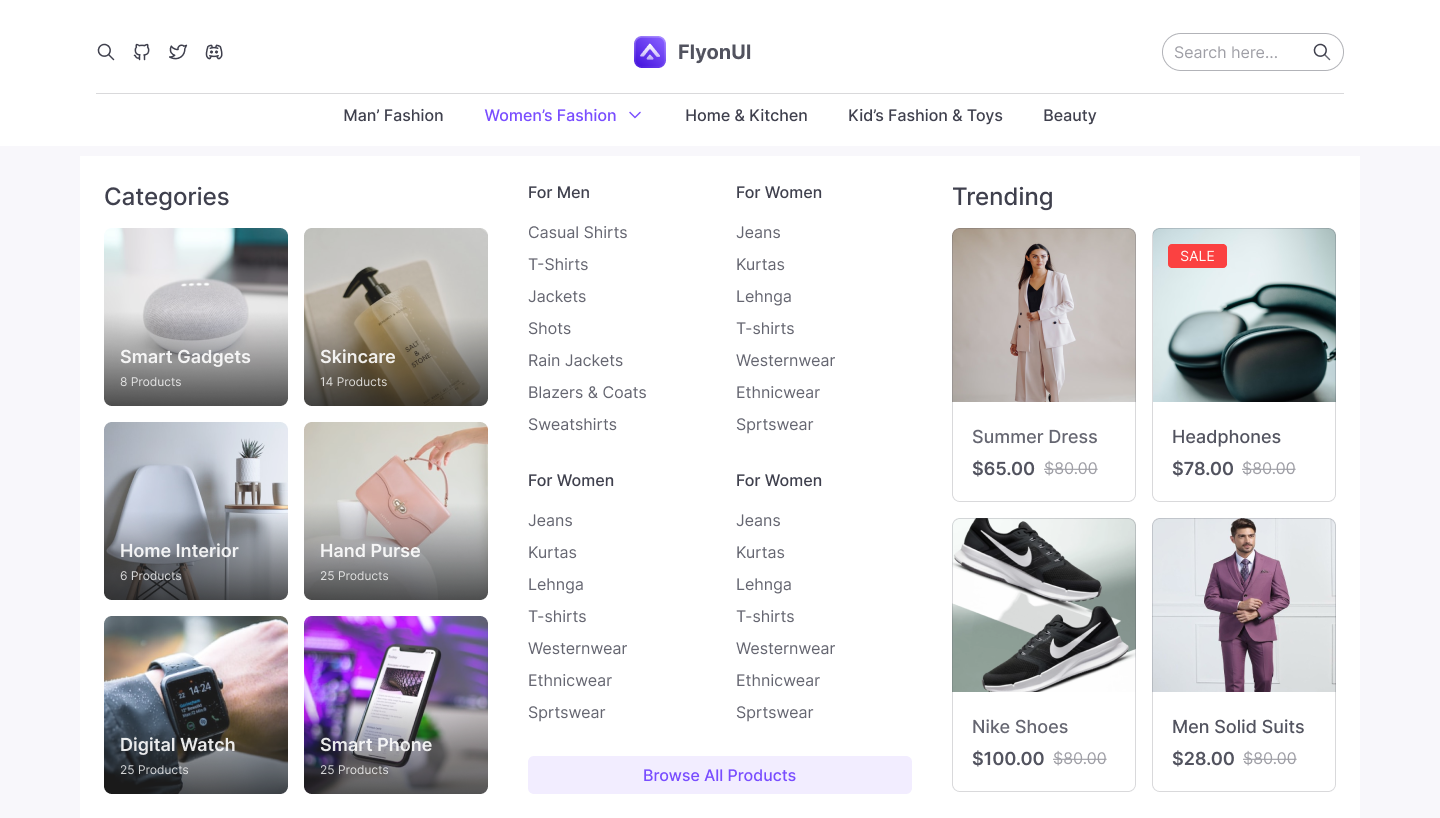 FlyonUI
Search here...
Man’ Fashion
Women’s Fashion
Home & Kitchen
Kid’s Fashion & Toys
Beauty
Categories
Smart Gadgets
8 Products
SALT
&
STONE
Skincare
14 Products
Home Interior
6 Products
Hand Purse
25 Products
14:24
Digital Watch
25 Products
Smart Phone
25 Products
For Men
Casual Shirts
T-Shirts
Jackets
Shots
Rain Jackets
Blazers & Coats
Sweatshirts
For Women
Jeans
Kurtas
Lehnga
T-shirts
Westernwear
Ethnicwear
Sprtswear
For Women
Jeans
Kurtas
Lehnga
T-shirts
Westernwear
Ethnicwear
Sprtswear
For Women
Jeans
Kurtas
Lehnga
T-shirts
Westernwear
Ethnicwear
Sprtswear
Browse All Products
Trending
Summer Dress
$65.00 $80.00
SALE
Headphones
$78.00 $80.00
Nike Shoes
$100.00 $80.00
Men Solid Suits
$28.00 $80.00